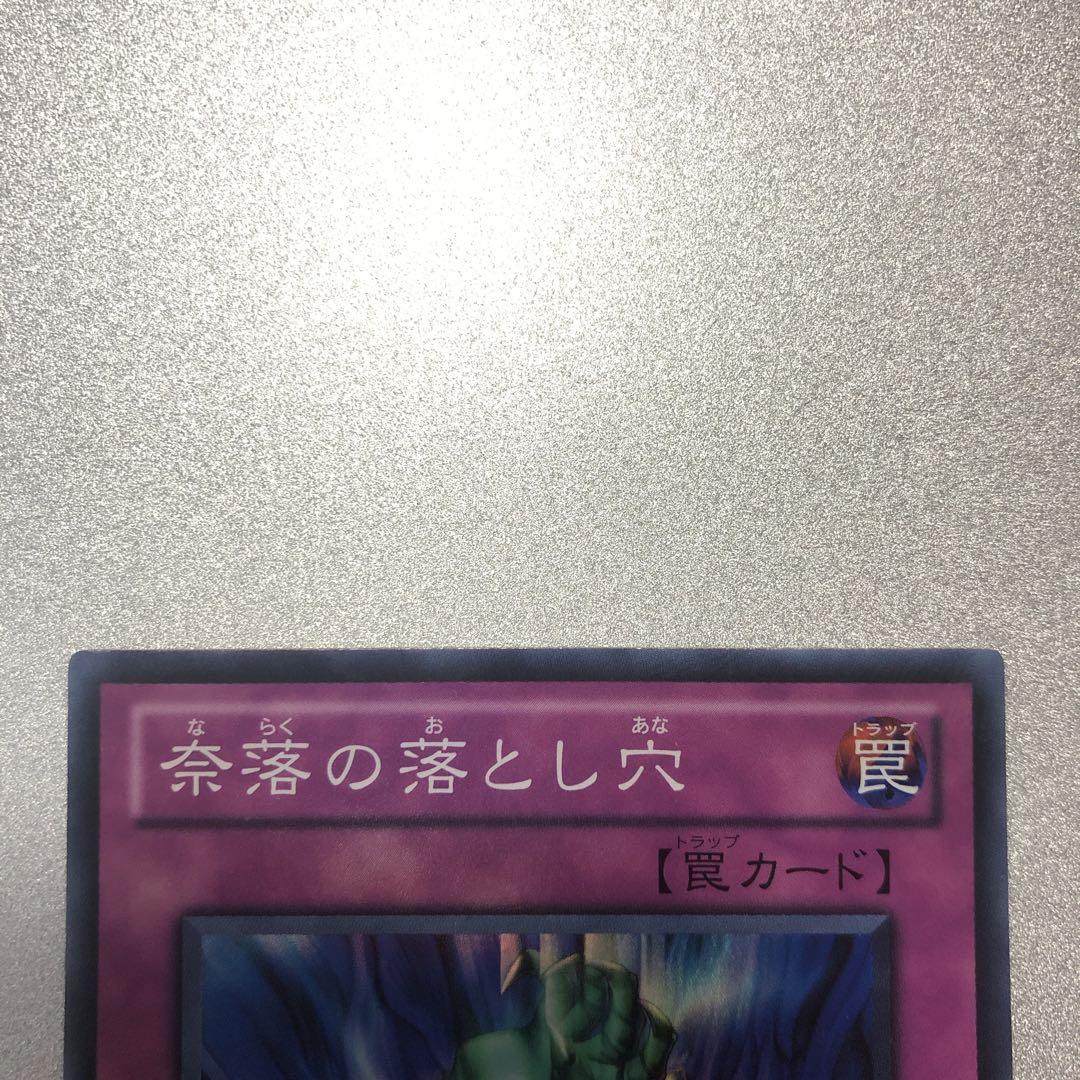 な らく お あな トラップ
奈落の落とし穴 罠
トラップ
【罠カード】